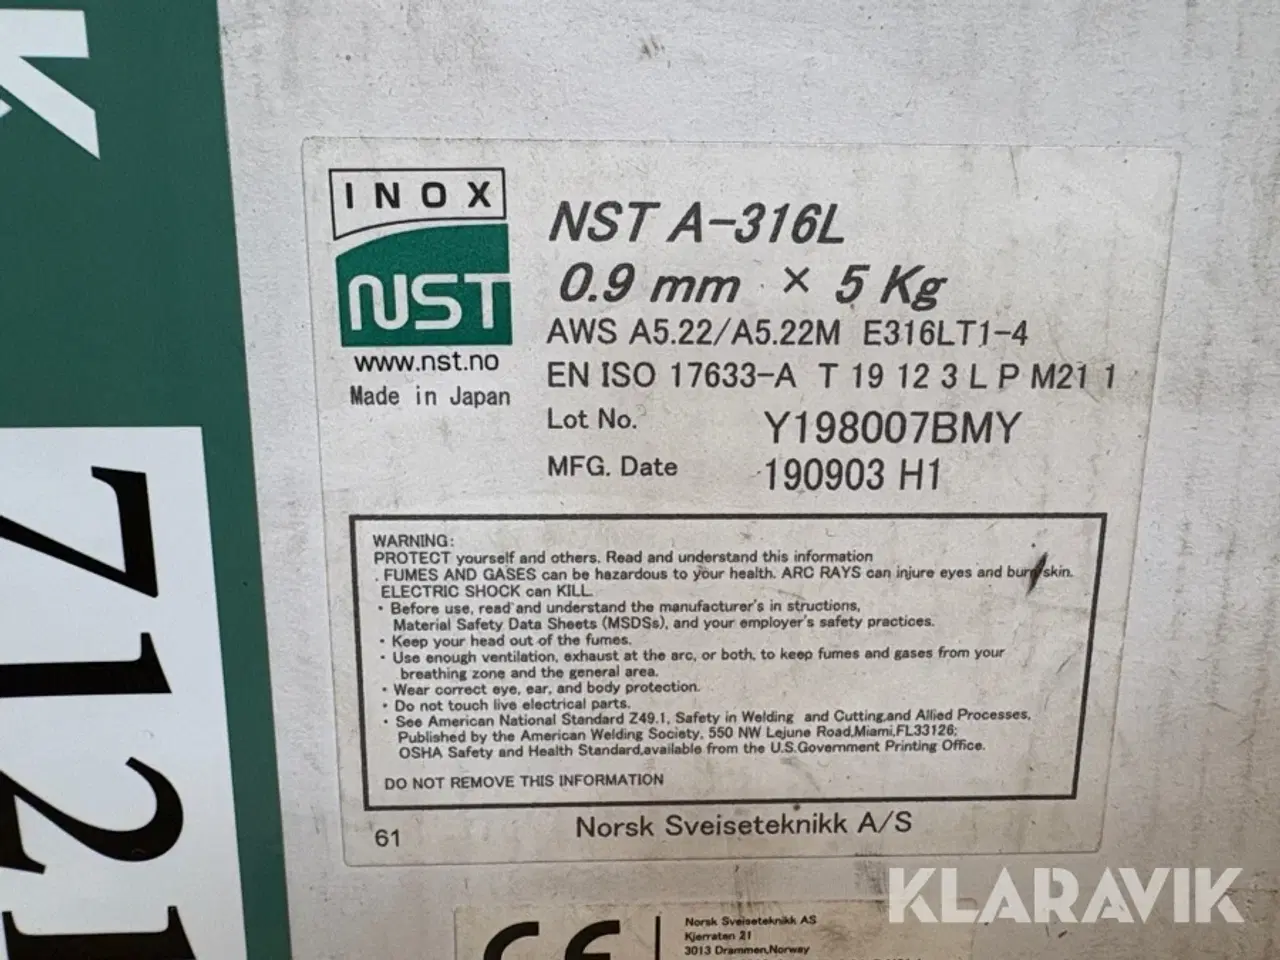 K
7121
INOX
NST
www.nst.no
Made in Japan
NST A-316L
0.9 mm × 5 Kg
AWS A5.22/A5.22M E316LT1-4
EN ISO 17633-A T 19 12 3 L P M21 1
Lot No. Y198007BMY
MFG. Date 190903 H1
WARNING:
PROTECT yourself and others. Read and understand this information
. FUMES AND GASES can be hazardous to your health. ARC RAYS can injure eyes and burn skin.
ELECTRIC SHOCK can KILL.
• Before use, read and understand the manufacturer's in structions,
Material Safety Data Sheets (MSDSs), and your employer's safety practices.
• Keep your head out of the fumes.
• Use enough ventilation, exhaust at the arc, or both, to keep fumes and gases from your
breathing zone and the general area.
• Wear correct eye, ear, and body protection.
• Do not touch live electrical parts.
• See American National Standard Z49.1, Safety in Welding and Cutting,and Allied Processes,
Published by the American Welding Society, 550 NW Lejune Road,Miami,FL33126;
OSHA Safety and Health Standard,available from the U.S.Government Printing Office.
DO NOT REMOVE THIS INFORMATION
61
Norsk Sveiseteknikk A/S
KLARAVIK
CE
Norsk Sveiseteknikk AS
Kjerraten 21
3013 Drammen,Norway